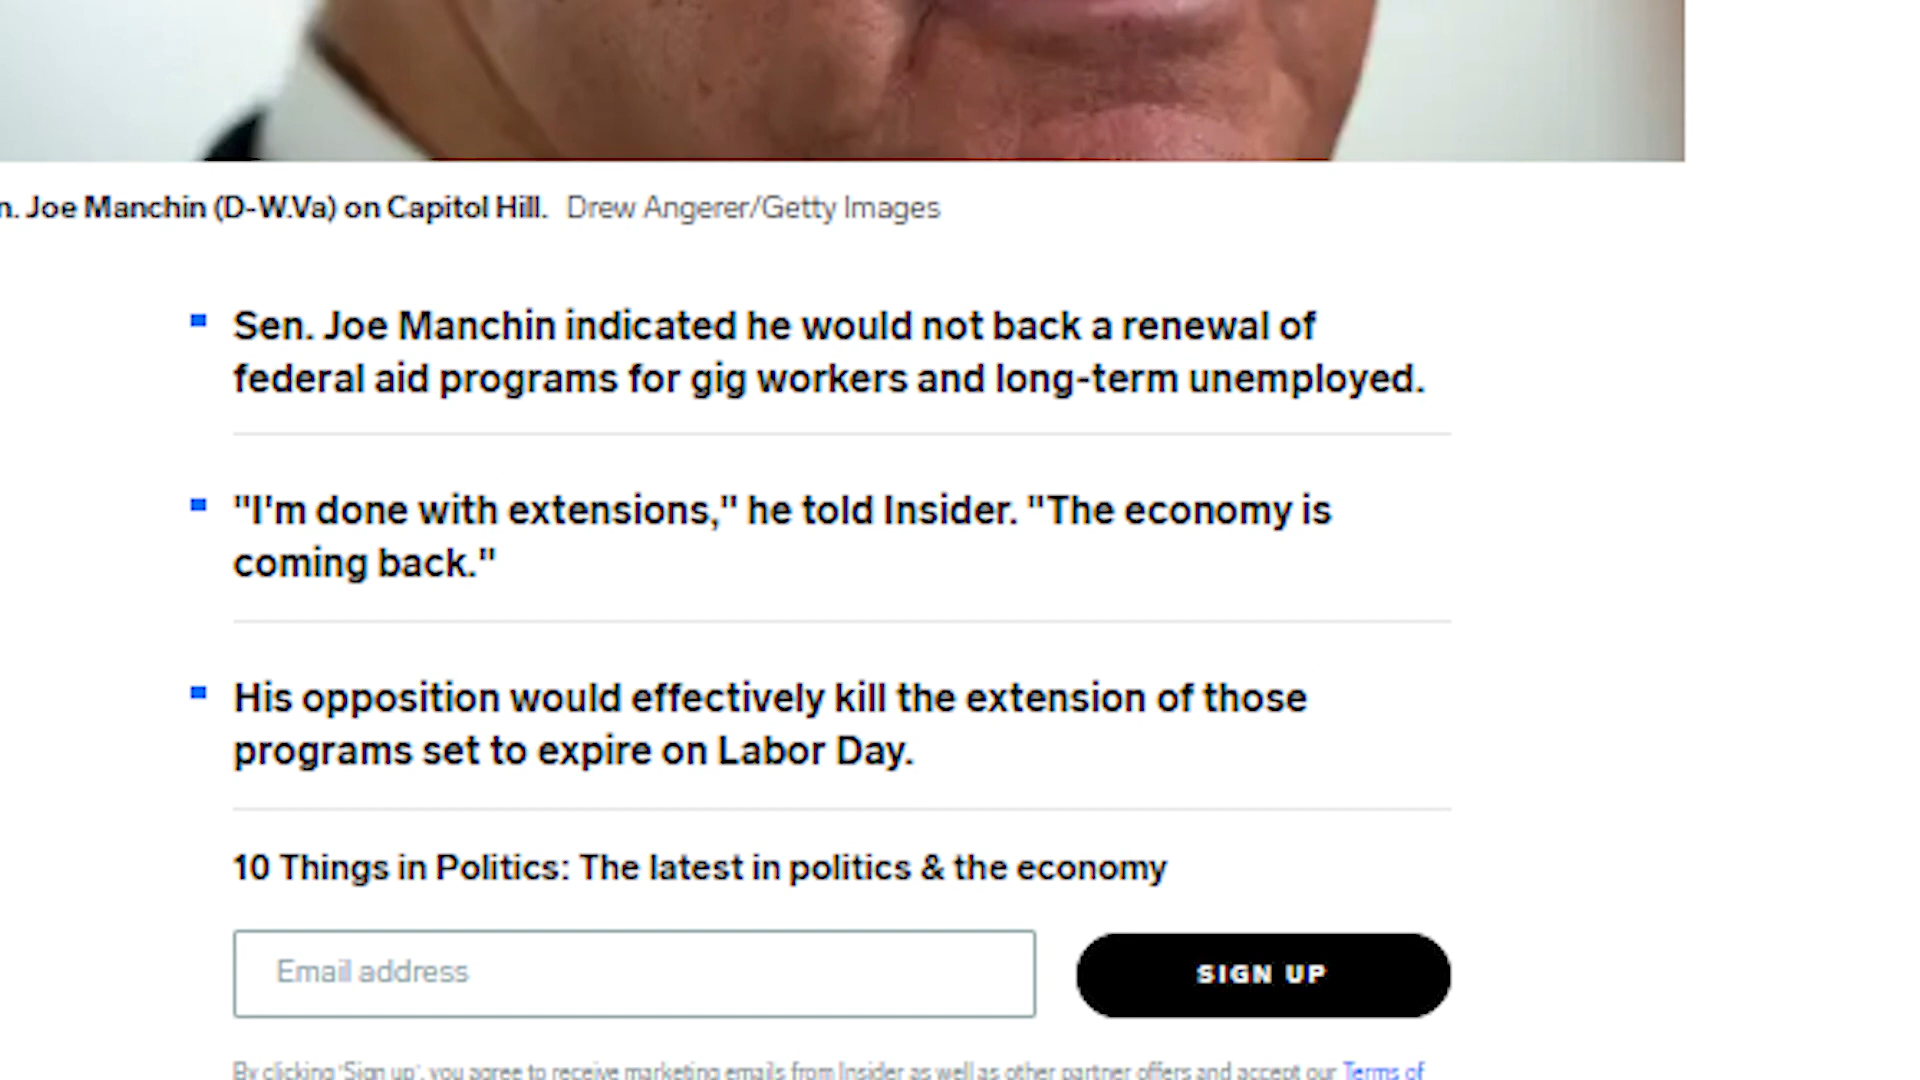 n. Joe Manchin (D-W.Va) on Capitol Hill. Drew Angerer/Getty Images
Sen. Joe Manchin indicated he would not back a renewal of
federal aid programs for gig workers and long-term unemployed.
"I'm done with extensions," he told Insider. "The economy is
coming back."
His opposition would effectively kill the extension of those
programs set to expire on Labor Day.
10 Things in Politics: The latest in politics & the economy
Email address
SIGN UP
By clicking 'Sign up', you agree to receive marketing emails from Insider as well as other partner offers and accept our Terms of